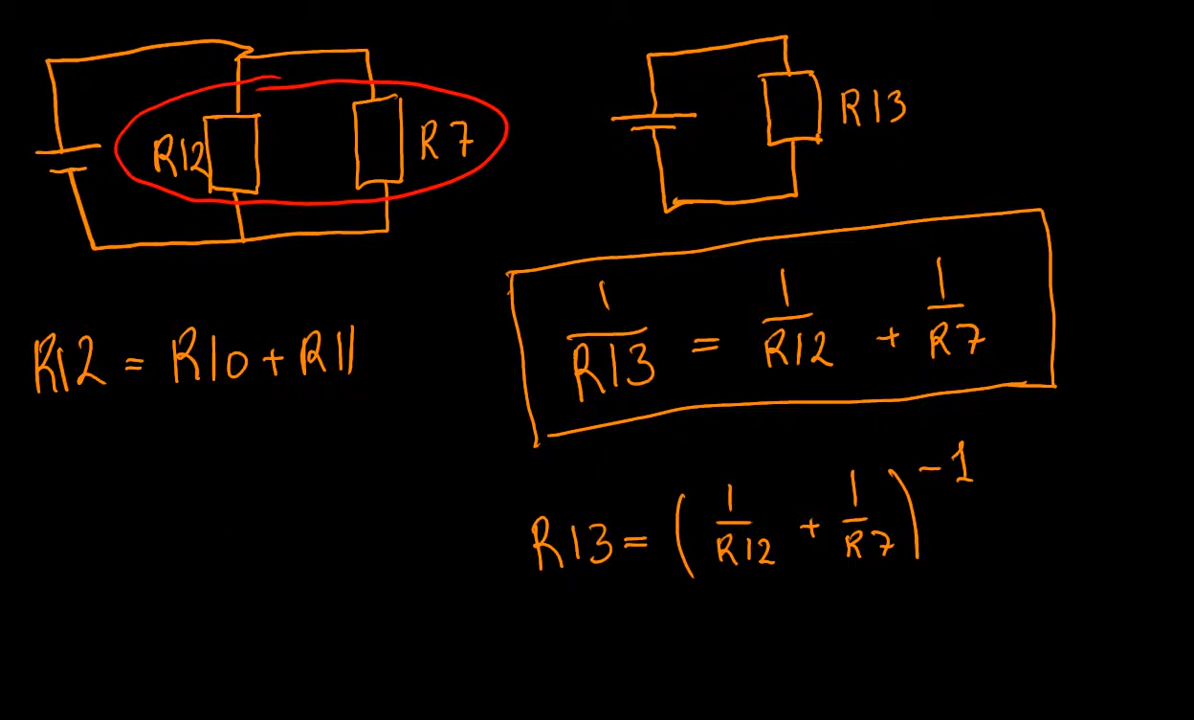 R12
R7
R13
R12 = R10 + R11
1/R13 = 1/R12 + 1/R7
R13 = (1/R12 + 1/R7)^-1